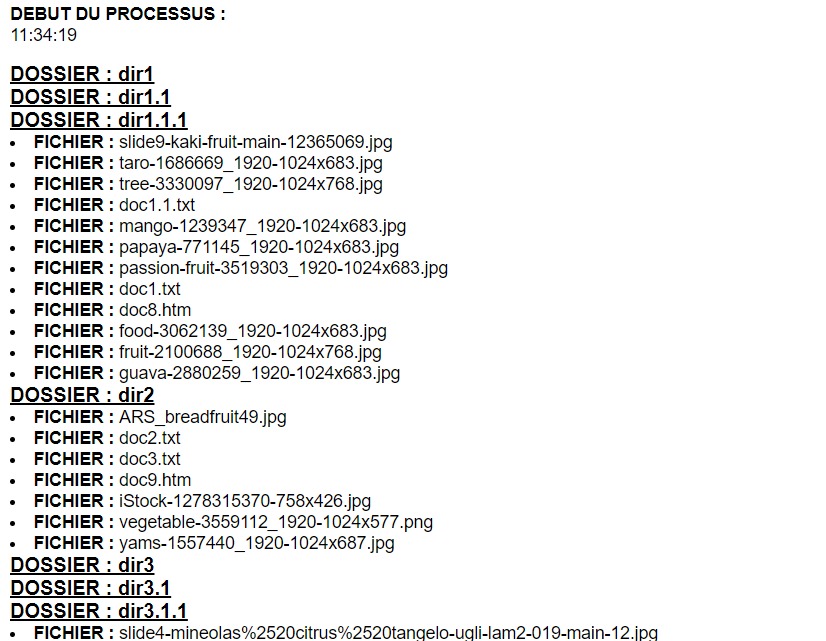 DEBUT DU PROCESSUS :
11:34:19
DOSSIER : dir1
DOSSIER : dir1.1
DOSSIER : dir1.1.1
• FICHIER : slide9-kaki-fruit-main-12365069.jpg
• FICHIER : taro-1686669_1920-1024x683.jpg
• FICHIER : tree-3330097_1920-1024x768.jpg
• FICHIER : doc1.1.txt
• FICHIER : mango-1239347_1920-1024x683.jpg
• FICHIER : papaya-771145_1920-1024x683.jpg
• FICHIER : passion-fruit-3519303_1920-1024x683.jpg
• FICHIER : doc1.txt
• FICHIER : doc8.htm
• FICHIER : food-3062139_1920-1024x683.jpg
• FICHIER : fruit-2100688_1920-1024x768.jpg
• FICHIER : guava-2880259_1920-1024x683.jpg
DOSSIER : dir2
• FICHIER : ARS_breadfruit49.jpg
• FICHIER : doc2.txt
• FICHIER : doc3.txt
• FICHIER : doc9.htm
• FICHIER : iStock-1278315370-758x426.jpg
• FICHIER : vegetable-3559112_1920-1024x577.png
• FICHIER : yams-1557440_1920-1024x687.jpg
DOSSIER : dir3
DOSSIER : dir3.1
DOSSIER : dir3.1.1
• FICHIER : slide4-mineolas%2520citrus%2520tangelo-ugli-lam2-019-main-12.jpg